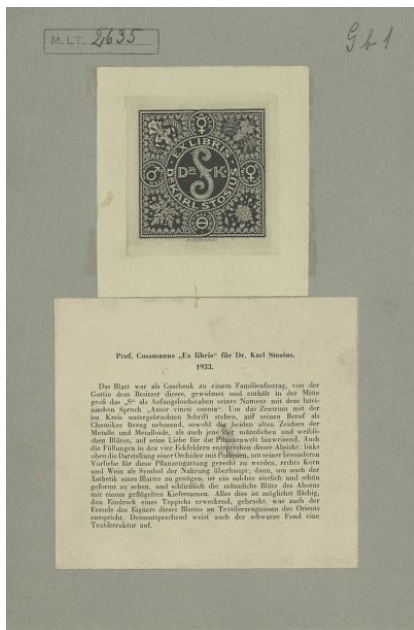 M. L.T. 2635
Gb1
EXLIBRIS
DR K.
S
DR KARL STOSIUS
Prof. Cossmanns „Ex libris“ für Dr. Karl Stosius.
1933.
Das Blatt war als Geschenk zu einem Familienfesttag, von der
Gattin dem Besitzer dieses, gewidmet und enthält in der Mitte
groß das „S“ als Anfangsbuchstaben seines Namens mit dem latei-
nischen Spruch „Amor vincit omnia“. Um das Zentrum mit der
im Kreis untergebrachten Schrift stehen, auf seinen Beruf als
Chemiker Bezug nehmend, sowohl die beiden alten Zeichen der
Metalle und Metalloide, als auch jene der männlichen und weibli-
chen Blüten, auf seine Liebe für die Pflanzenwelt hinweisend. Auch
die Füllungen in den vier Eckfeldern entsprechen dieser Absicht: links
oben die Darstellung einer Orchidee mit Pollinien, um seiner besonderen
Vorliebe für diese Pflanzengattung gerecht zu werden, rechts Korn
und Wein als Symbol der Nahrung überhaupt; dann, um auch der
Ästhetik eines Blattes zu genügen, ist ein solches zierlich und schön
geformt zu sehen, und schließlich die männliche Blüte des Ahorns
mit einem geflügelten Kiefersamen. Alles dies ist möglichst flächig,
den Eindruck eines Teppichs erweckend, gebracht, was auch der
Freude des Eigners dieses Blattes an Textilerzeugnissen des Orients
entspricht. Dementsprechend weist auch der schwarze Fond eine
Textilstruktur auf.